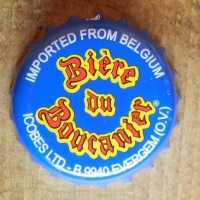 IMPORTED FROM BELGIUM
Bière
du
Boucanier®
ICOBES LTD. - B 9940 EVERGEM (O.V.)